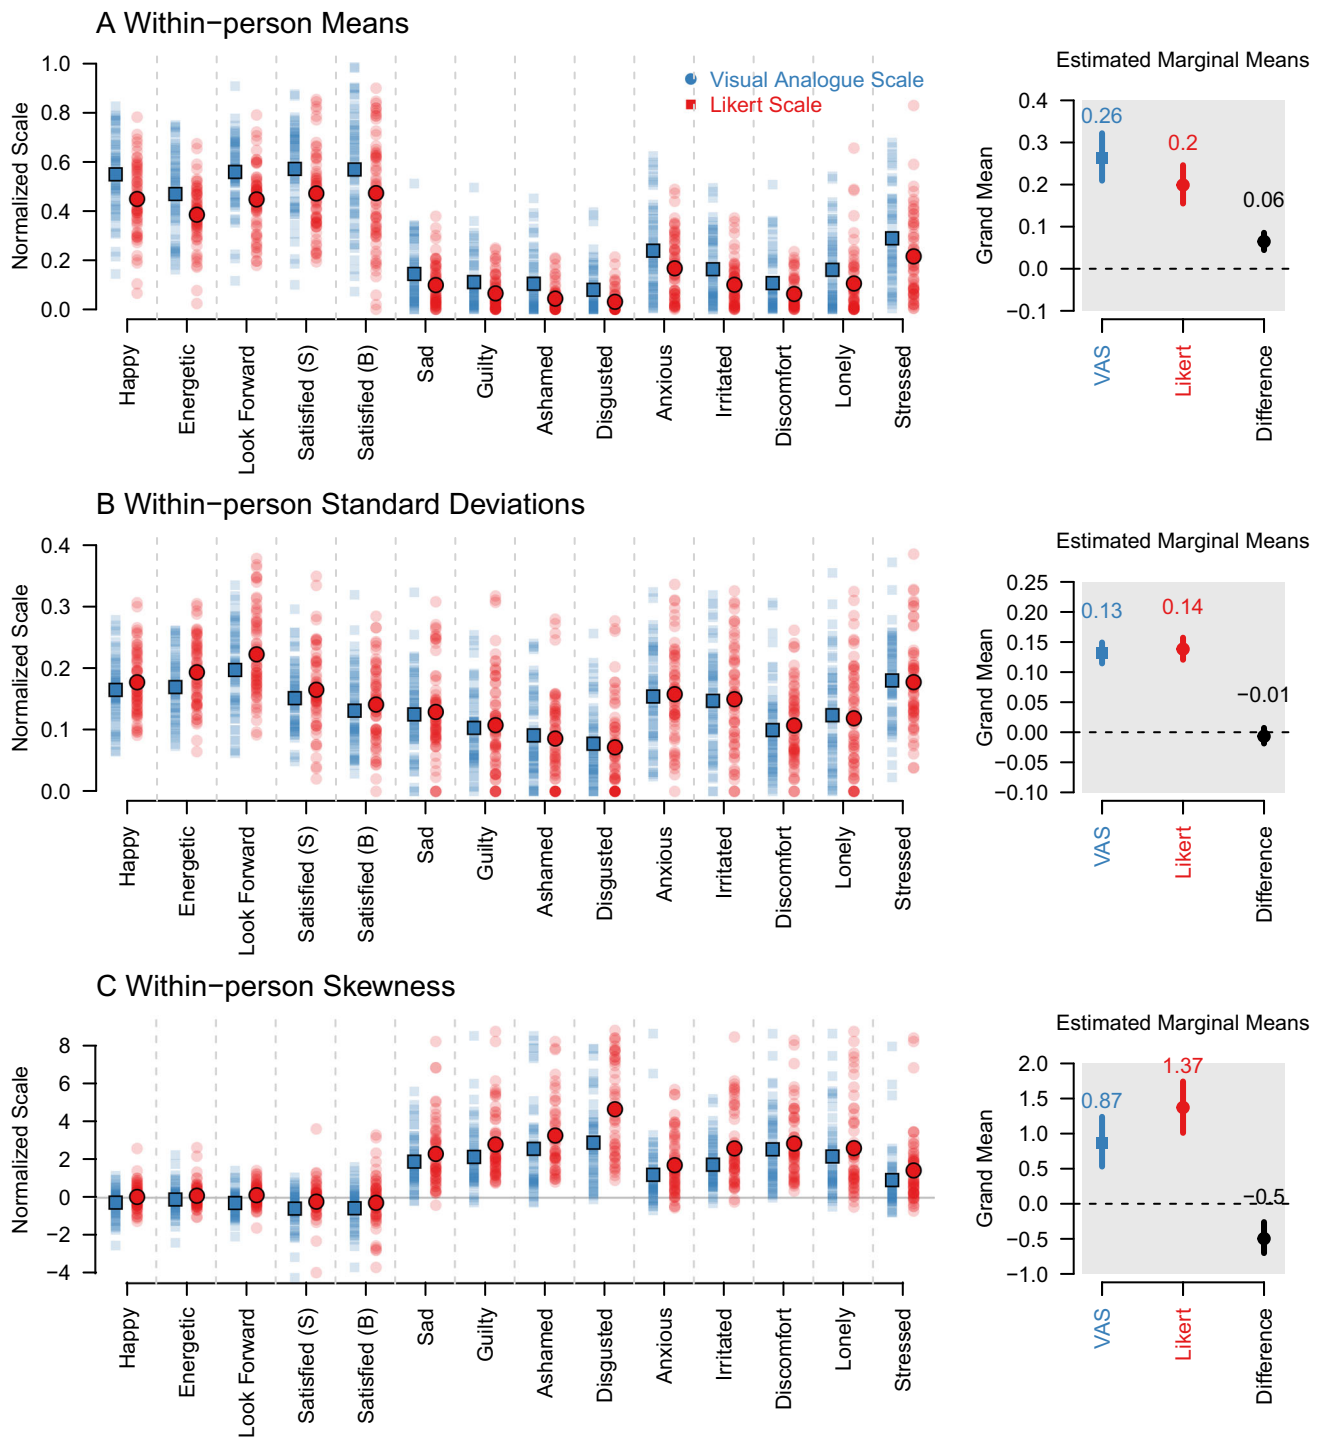 A Within−person Means
Normalized Scale
1.0
0.8
0.6
0.4
0.2
0.0
Visual Analogue Scale
Likert Scale
Happy
Energetic
Look Forward
Satisfied (S)
Satisfied (B)
Sad
Guilty
Ashamed
Disgusted
Anxious
Irritated
Discomfort
Lonely
Stressed
Estimated Marginal Means
Grand Mean
0.4
0.3
0.2
0.1
0.0
−0.1
0.26
0.2
0.06
VAS
Likert
Difference
B Within−person Standard Deviations
Normalized Scale
0.4
0.3
0.2
0.1
0.0
Happy
Energetic
Look Forward
Satisfied (S)
Satisfied (B)
Sad
Guilty
Ashamed
Disgusted
Anxious
Irritated
Discomfort
Lonely
Stressed
Estimated Marginal Means
Grand Mean
0.25
0.20
0.15
0.10
0.05
0.00
−0.05
−0.10
0.13
0.14
−0.01
VAS
Likert
Difference
C Within−person Skewness
Normalized Scale
8
6
4
2
0
−2
−4
Happy
Energetic
Look Forward
Satisfied (S)
Satisfied (B)
Sad
Guilty
Ashamed
Disgusted
Anxious
Irritated
Discomfort
Lonely
Stressed
Estimated Marginal Means
Grand Mean
2.0
1.5
1.0
0.5
0.0
−0.5
−1.0
0.87
1.37
−0.5
VAS
Likert
Difference